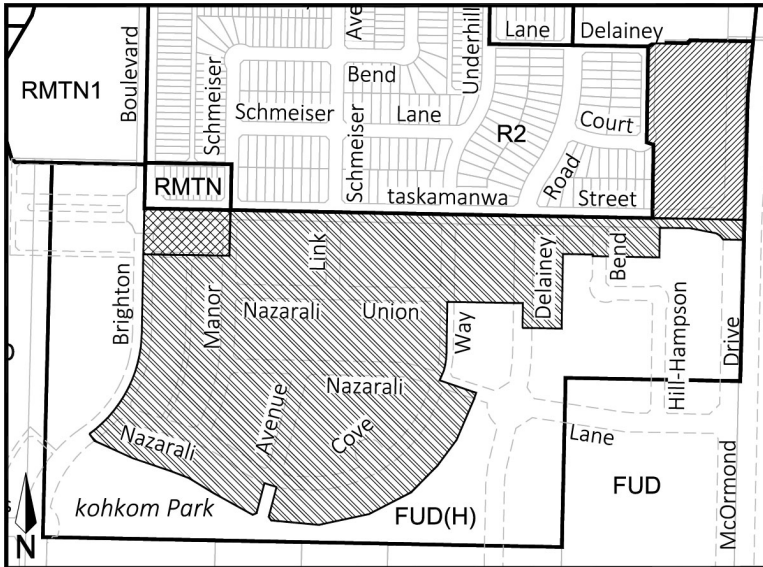 Lane
Delainey
Ave
Underhill
RMTN1
Boulevard
Bend
Schmeiser
Schmeiser
Lane
Schmeiser
R2
Court
RMTN
taskamanwa
Road
Street
Link
Delainey
Bend
Brighton
Manor
Nazarali
Union
Way
Hill-Hampson
Drive
Nazarali
Avenue
Cove
Nazarali
Lane
kohkom Park
FUD(H)
FUD
McOrmond
N